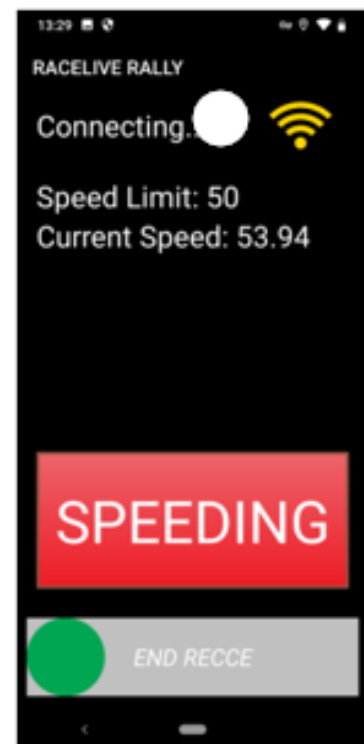 13:29
RACELIVE RALLY
Connecting..
Speed Limit: 50
Current Speed: 53.94
SPEEDING
END RECCE